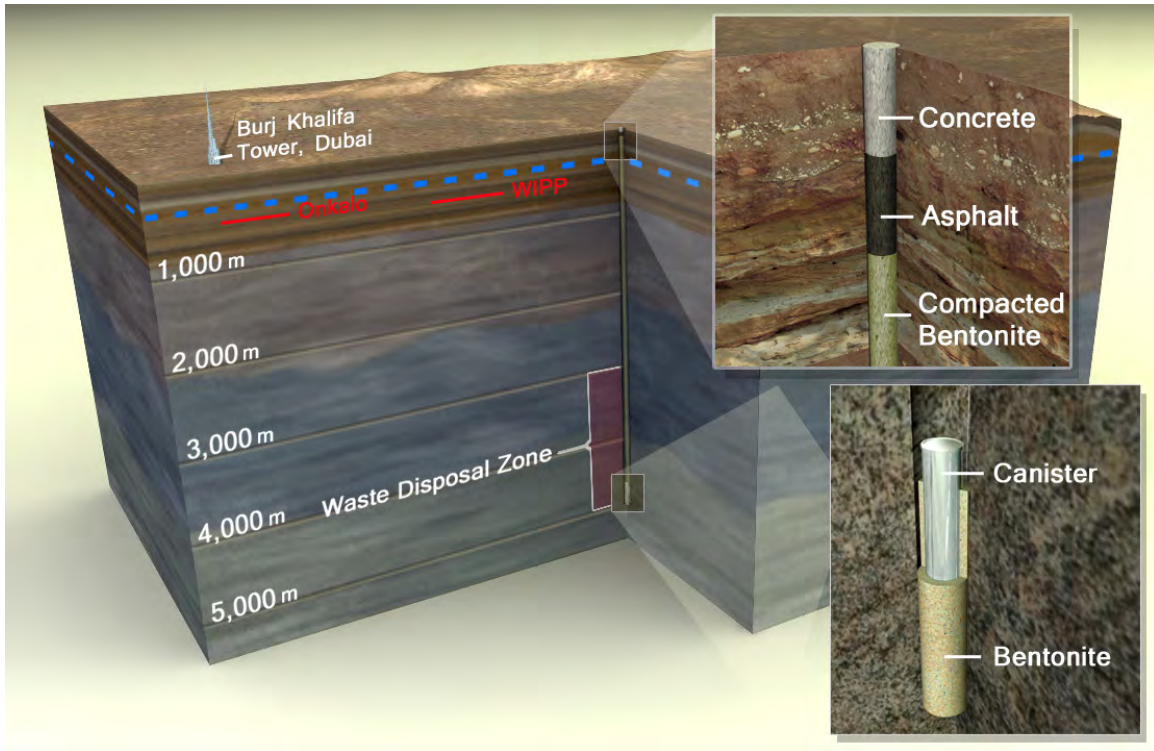 Burj Khalifa
Tower, Dubai
Onkalo
WIPP
1,000 m
2,000 m
3,000 m
Waste Disposal Zone
4,000 m
5,000 m
Concrete
Asphalt
Compacted
Bentonite
Canister
Bentonite